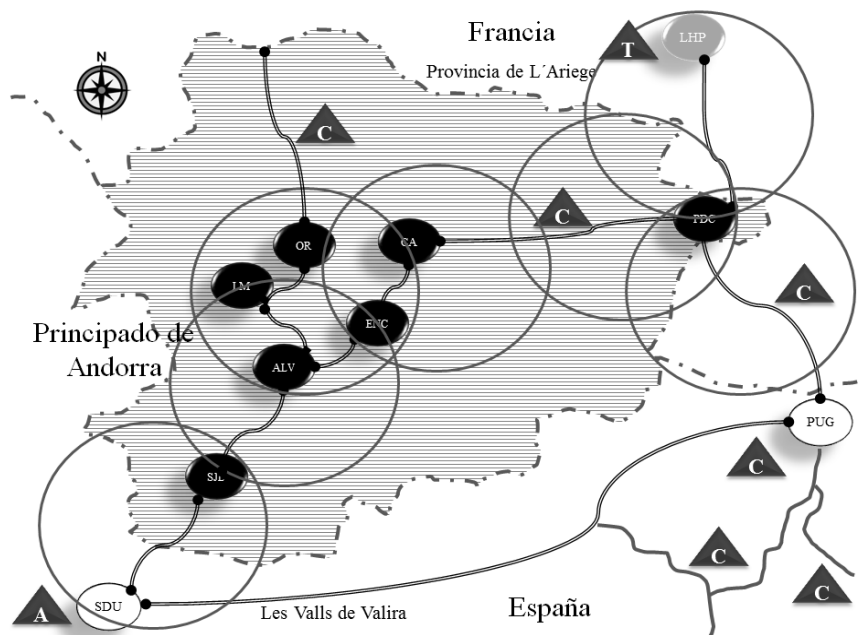 N
Francia
Provincia de L´Ariege
T
LHP
C
C
PDC
OR
CA
LM
C
Principado de
Andorra
ENC
ALV
PUG
C
SJL
C
C
A
SDU
Les Valls de Valira
España